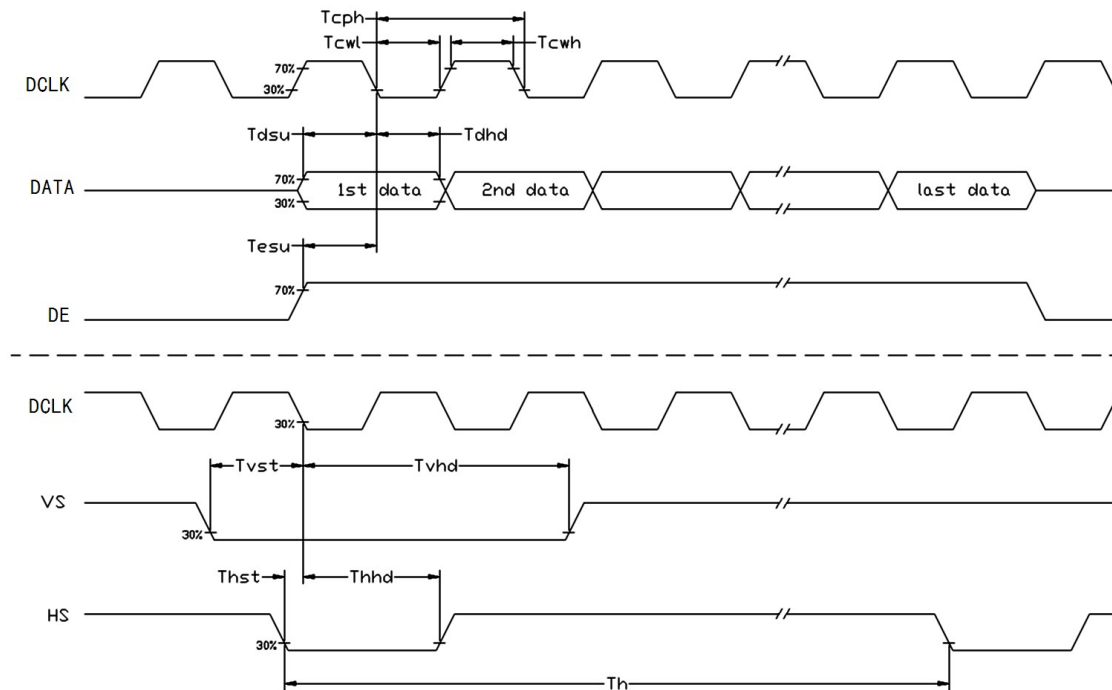 Tcph
Tcwl Tcwh
70%
DCLK 30%
Tdsu Tdhd
70%
DATA 1st data 2nd data last data
30%
Tesu
70%
DE
DCLK
30%
Tvst Tvhd
VS
30%
Thst Thhd
HS
30%
Th